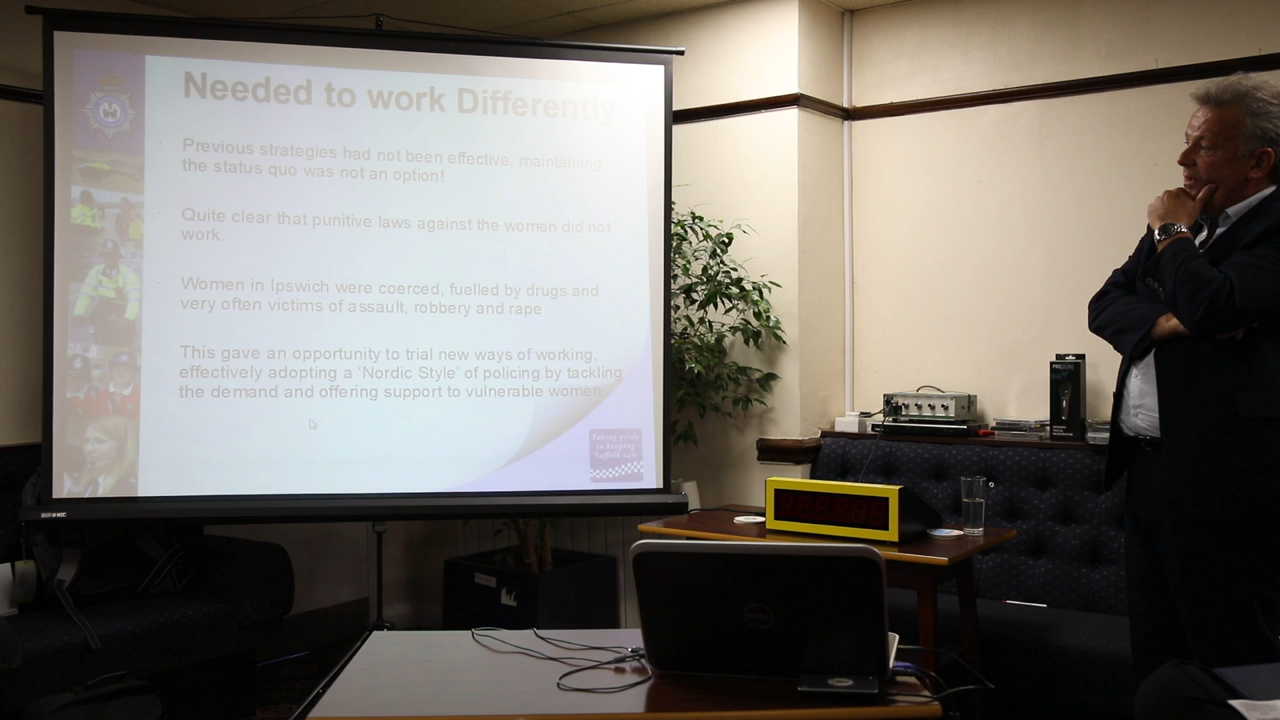 Needed to work Differently
Previous strategies had not been effective, maintaining
the status quo was not an option!
Quite clear that punitive laws against the women did not
work.
Women in Ipswich were coerced, fuelled by drugs and
very often victims of assault, robbery and rape
This gave an opportunity to trial new ways of working,
effectively adopting a 'Nordic Style' of policing by tackling
the demand and offering support to vulnerable women
Taking pride
in keeping
Suffolk safe
DELL